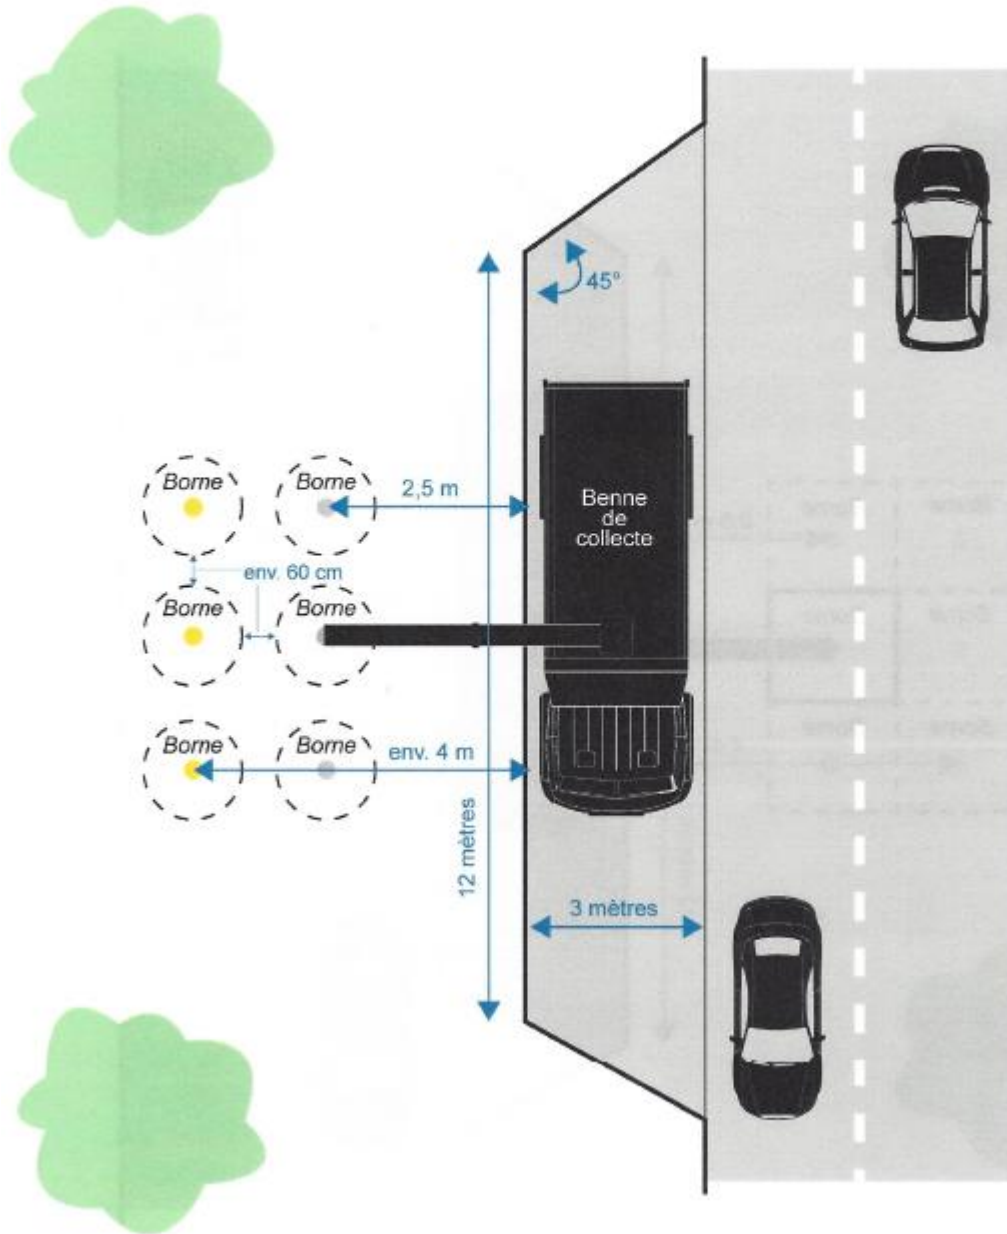 45°
Borne
Borne
2,5 m
Benne
de
collecte
env. 60 cm
Borne
Borne
Borne
Borne
env. 4 m
12 mètres
3 mètres